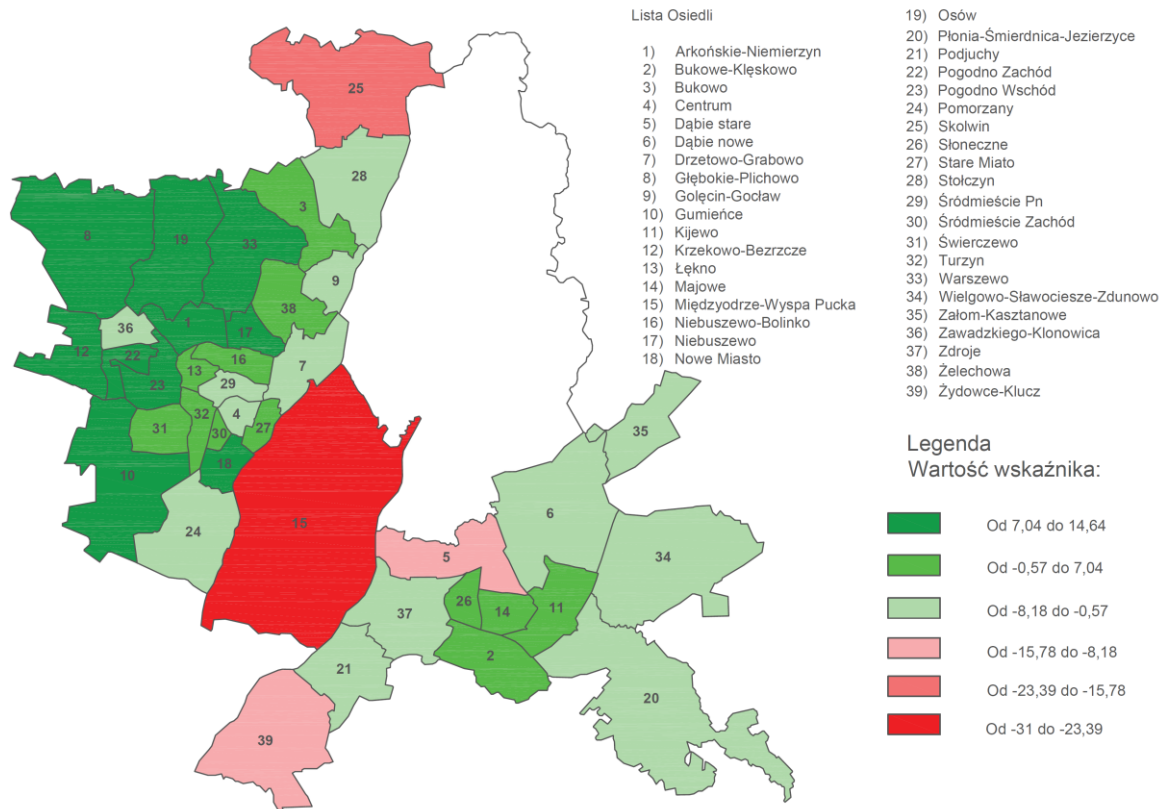 Lista Osiedli
1) Arkońskie-Niemierzyn
2) Bukowe-Klęskowo
3) Bukowo
4) Centrum
5) Dąbie stare
6) Dąbie nowe
7) Drzetowo-Grabowo
8) Głębokie-Plichowo
9) Golęcin-Gocław
10) Gumieńce
11) Kijewo
12) Krzekowo-Bezrzcze
13) Łękno
14) Majowe
15) Międzyodrze-Wyspa Pucka
16) Niebuszewo-Bolinko
17) Niebuszewo
18) Nowe Miasto
19) Osów
20) Płonia-Śmierdnica-Jezierzyce
21) Podjuchy
22) Pogodno Zachód
23) Pogodno Wschód
24) Pomorzany
25) Skolwin
26) Słoneczne
27) Stare Miato
28) Stołczyn
29) Śródmieście Pn
30) Śródmieście Zachód
31) Świerczewo
32) Turzyn
33) Warszewo
34) Wielgowo-Sławociesze-Zdunowo
35) Załom-Kasztanowe
36) Zawadzkiego-Klonowica
37) Zdroje
38) Żelechowa
39) Żydowce-Klucz
Legenda
Wartość wskaźnika:
Od 7,04 do 14,64
Od -0,57 do 7,04
Od -8,18 do -0,57
Od -15,78 do -8,18
Od -23,39 do -15,78
Od -31 do -23,39
25
28
3
8
19
33
9
38
36
1
17
12
22
16
7
13
23
29
32
4
31
30
27
35
18
10
15
6
24
5
34
26
14
11
37
2
21
20
39